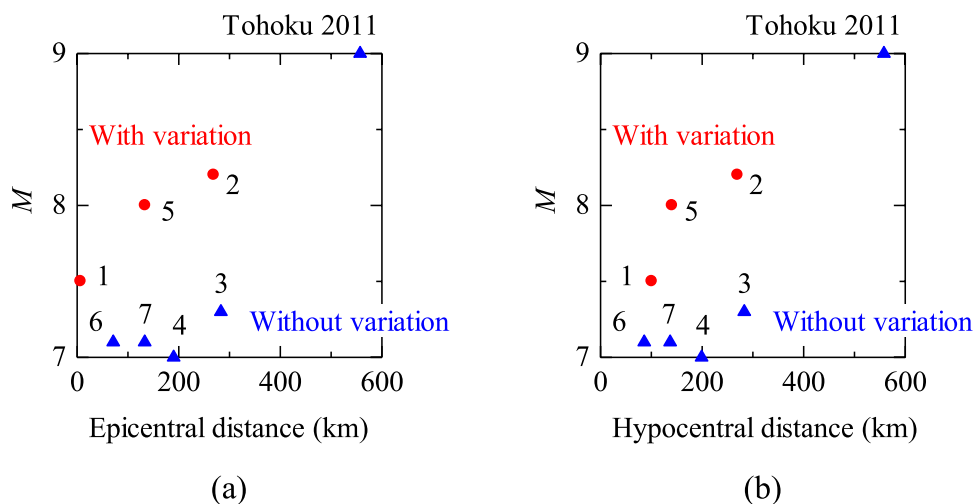 Tohoku 2011
9
With variation
2
8
5
M
1
3
6
7
4
Without variation
7
0
200
400
600
Epicentral distance (km)
(a)
Tohoku 2011
9
With variation
2
8
5
M
1
3
6
7
4
Without variation
7
0
200
400
600
Hypocentral distance (km)
(b)